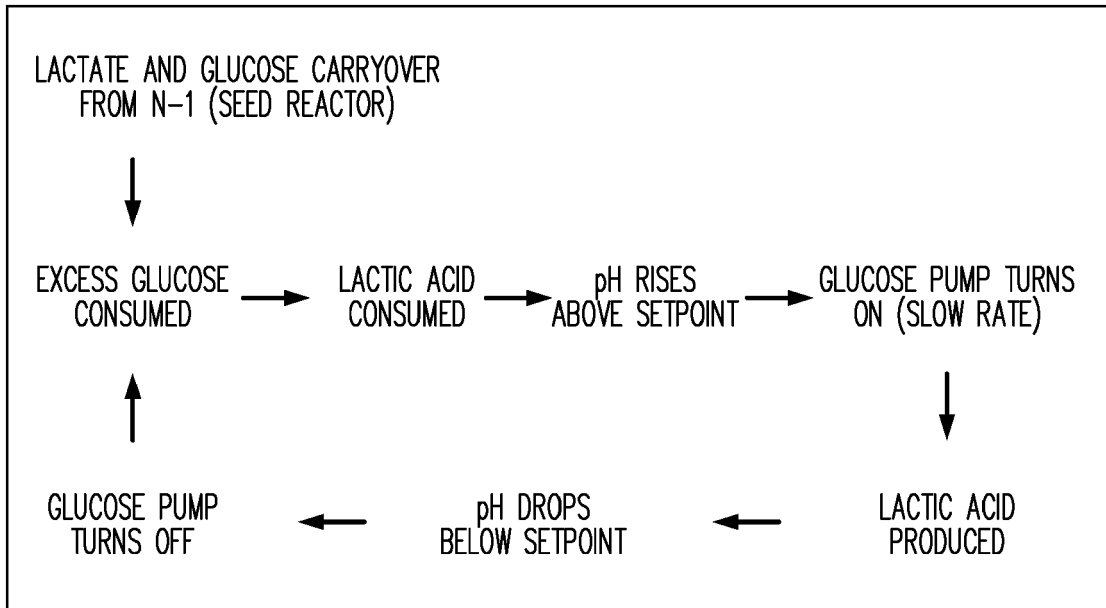 LACTATE AND GLUCOSE CARRYOVER
FROM N-1 (SEED REACTOR)
EXCESS GLUCOSE
CONSUMED
LACTIC ACID
CONSUMED
pH RISES
ABOVE SETPOINT
GLUCOSE PUMP TURNS
ON (SLOW RATE)
LACTIC ACID
PRODUCED
pH DROPS
BELOW SETPOINT
GLUCOSE PUMP
TURNS OFF